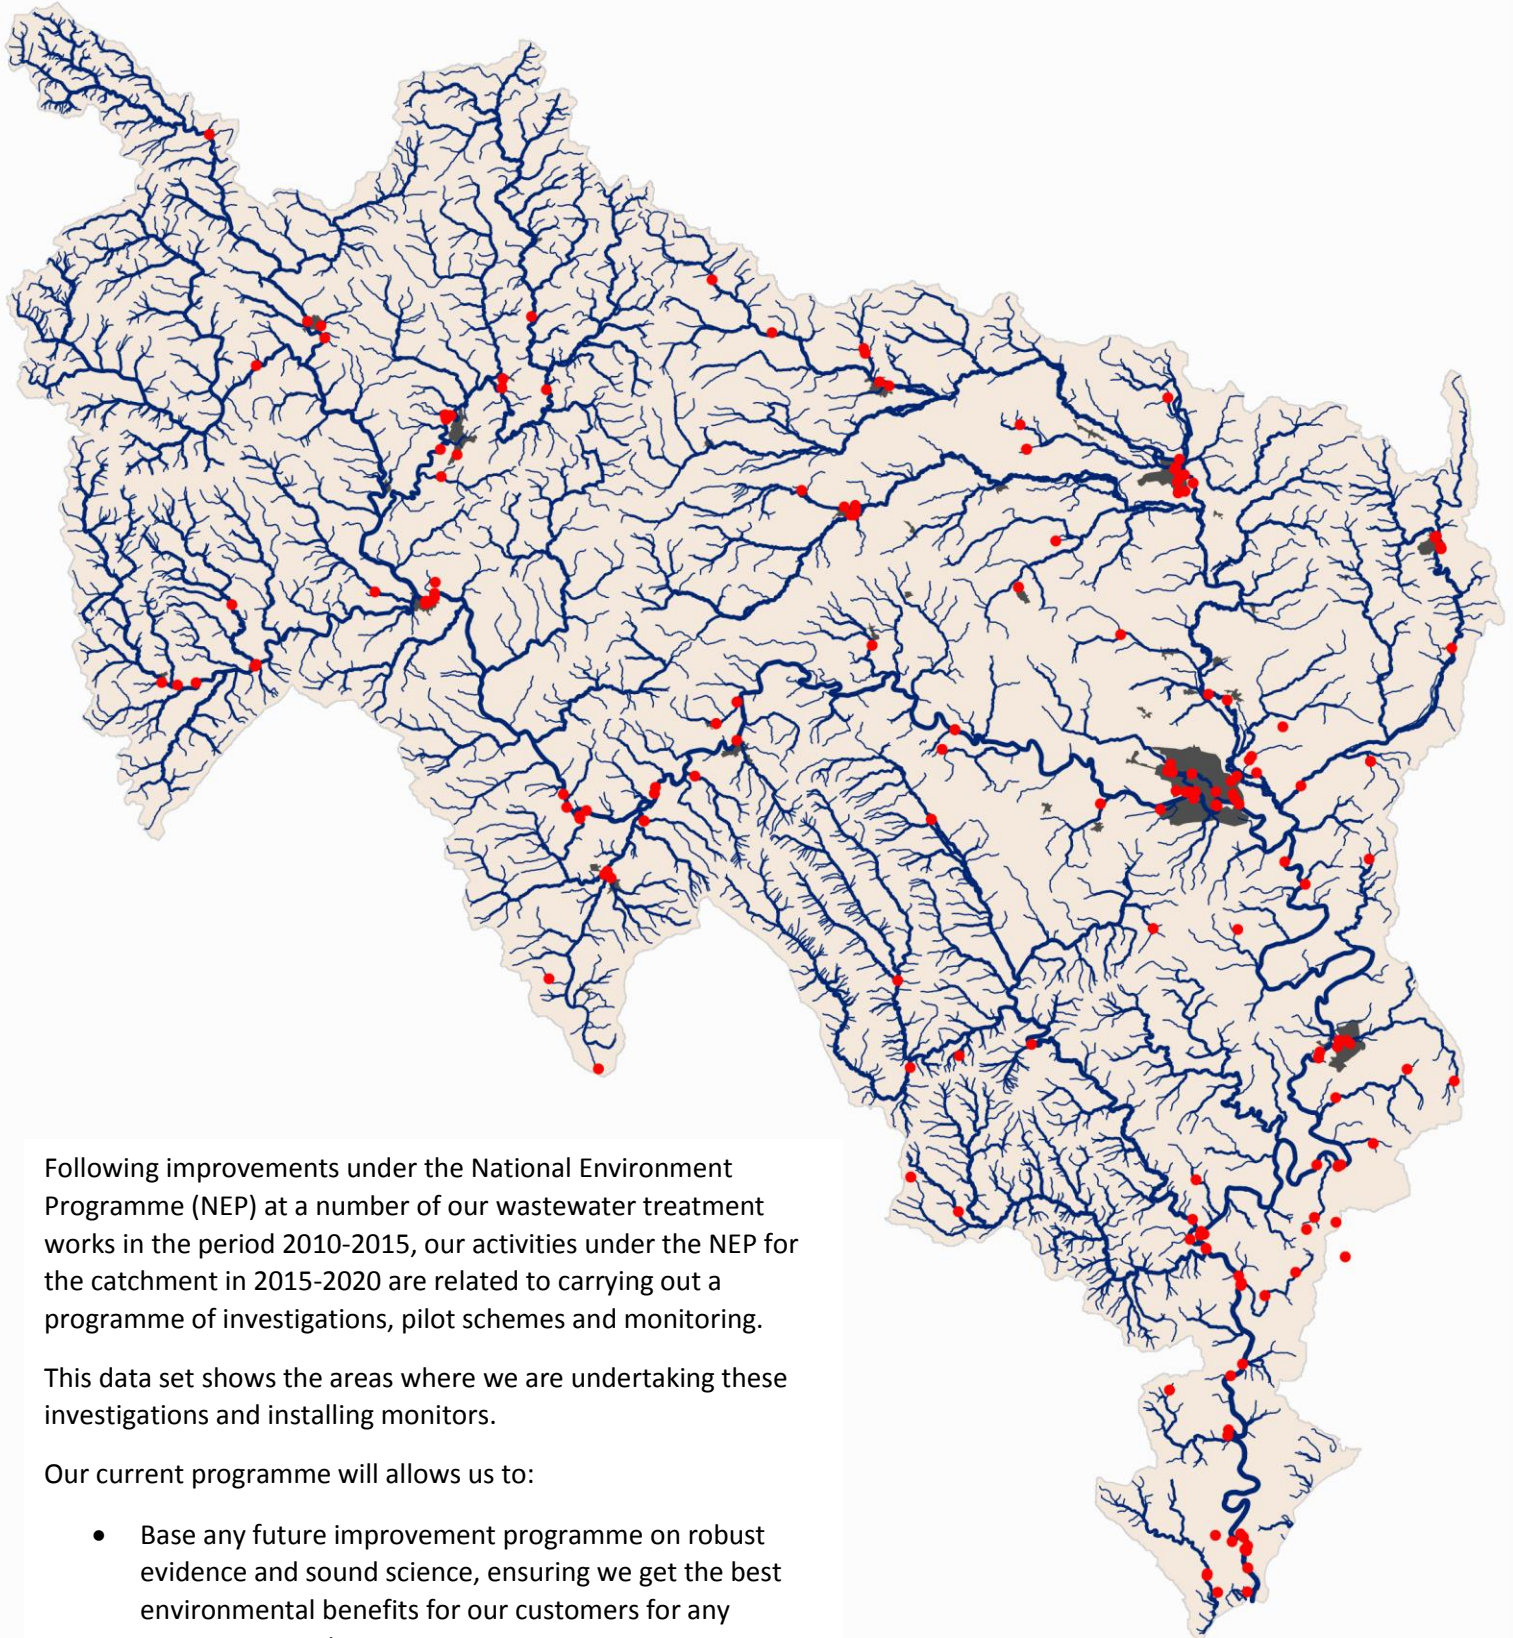 Following improvements under the National Environment
Programme (NEP) at a number of our wastewater treatment
works in the period 2010-2015, our activities under the NEP for
the catchment in 2015-2020 are related to carrying out a
programme of investigations, pilot schemes and monitoring.
This data set shows the areas where we are undertaking these
investigations and installing monitors.
Our current programme will allows us to:
• Base any future improvement programme on robust
evidence and sound science, ensuring we get the best
environmental benefits for our customers for any